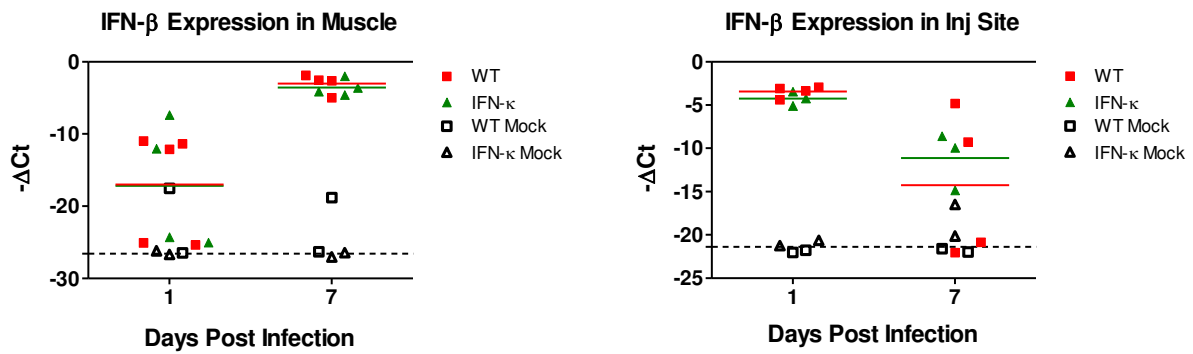 IFN-β Expression in Muscle
0
-10
-20
-30
-ΔCt
1
7
Days Post Infection
WT
IFN-κ
WT Mock
IFN-κ Mock
IFN-β Expression in Inj Site
0
-5
-10
-15
-20
-25
-ΔCt
1
7
Days Post Infection
WT
IFN-κ
WT Mock
IFN-κ Mock